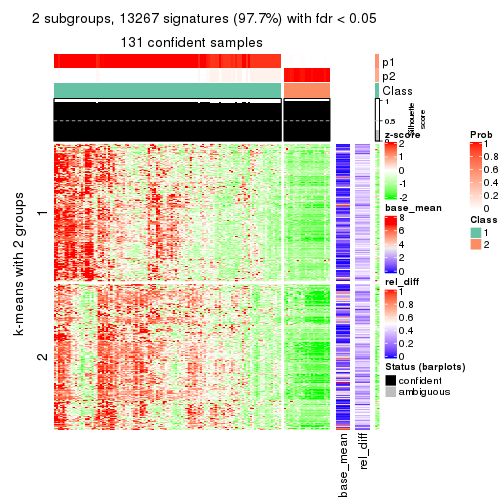 2 subgroups, 13267 signatures (97.7%) with fdr < 0.05
131 confident samples
p1
p2
Class
1
0.5
0
Silhouette
score
k-means with 2 groups
1
2
base_mean
rel_diff
z-score
2
1
0
-1
-2
base_mean
8
6
4
2
0
rel_diff
1
0.8
0.6
0.4
0.2
0
Status (barplots)
confident
ambiguous
Prob
1
0.8
0.6
0.4
0.2
0
Class
1
2